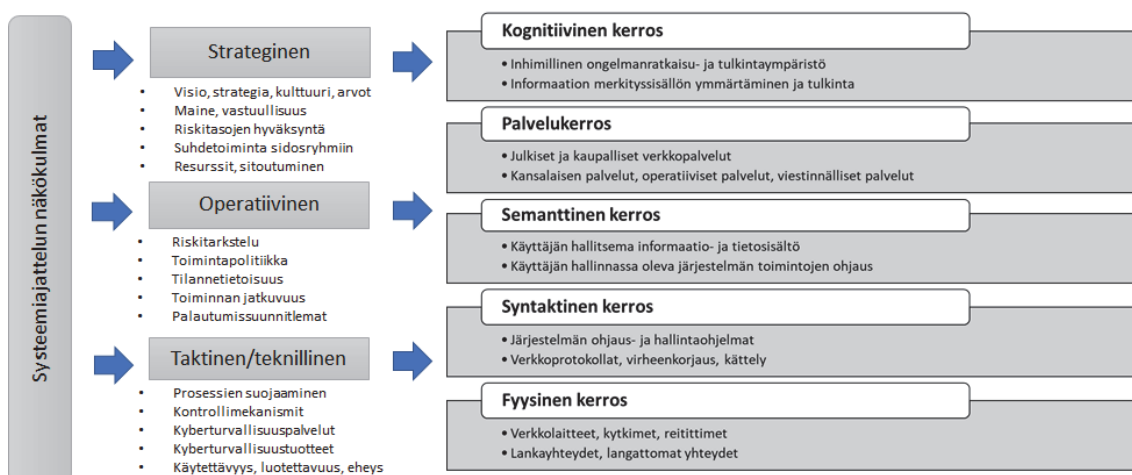 Systeemiajattelun näkökulmat
Strateginen
• Visio, strategia, kulttuuri, arvot
• Maine, vastuullisuus
• Riskitasojen hyväksyntä
• Suhdetoiminta sidosryhmiin
• Resurssit, sitoutuminen
Operatiivinen
• Riskitarkstelu
• Toimintapolitiikka
• Tilannetietoisuus
• Toiminnan jatkuvuus
• Palautumissuunnitlemat
Taktinen/teknillinen
• Prosessien suojaaminen
• Kontrollimekanismit
• Kyberturvallisuuspalvelut
• Kyberturvallisuustuotteet
• Käytettävyys, luotettavuus, eheys
Kognitiivinen kerros
• Inhimillinen ongelmanratkaisu- ja tulkintaympäristö
• Informaation merkityssisällön ymmärtäminen ja tulkinta
Palvelukerros
• Julkiset ja kaupalliset verkkopalvelut
• Kansalaisen palvelut, operatiiviset palvelut, viestinnälliset palvelut
Semanttinen kerros
• Käyttäjän hallitsema informaatio- ja tietosisältö
• Käyttäjän hallinnassa oleva järjestelmän toimintojen ohjaus
Syntaktinen kerros
• Järjestelmän ohjaus- ja hallintaohjelmat
• Verkkoprotokollat, virheenkorjaus, kättely
Fyysinen kerros
• Verkkolaitteet, kytkimet, reitittimet
• Lankayhteydet, langattomat yhteydet